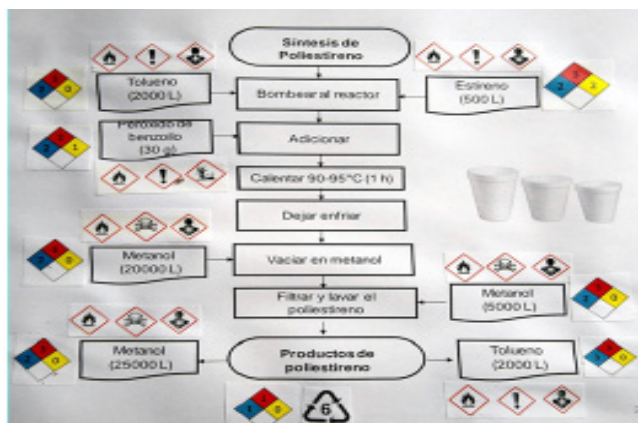 Síntesis de
Poliestireno
Tolueno
(2000 L)
Bombear al reactor
Estireno
(500 L)
Peróxido de
benzoilo
(30 g)
Adicionar
Calentar 90-95°C (1 h)
Dejar enfriar
Metanol
(20000 L)
Vaciar en metanol
Filtrar y lavar el
poliestireno
Metanol
(5000 L)
Metanol
(25000 L)
Productos de
poliestireno
Tolueno
(2000 L)
6